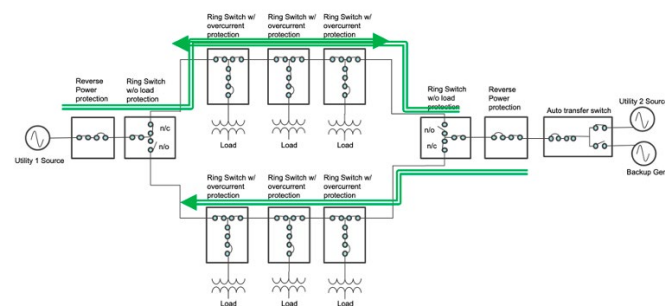 Ring Switch w/
overcurrent
protection
Ring Switch w/
overcurrent
protection
Ring Switch w/
overcurrent
protection
Reverse
Power
protection
Ring Switch
w/o load
protection
n/c
n/o
Utility 1 Source
Load
Load
Load
Ring Switch
w/o load
protection
n/o
n/c
Reverse
Power
protection
Auto transfer switch
Utility 2 Sour
Backup Gen
Ring Switch w/
overcurrent
protection
Ring Switch w/
overcurrent
protection
Ring Switch w/
overcurrent
protection
Load
Load
Load